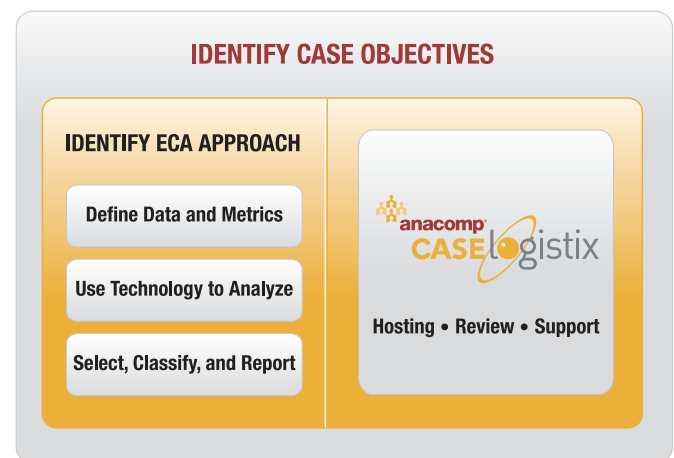 IDENTIFY CASE OBJECTIVES
IDENTIFY ECA APPROACH
Define Data and Metrics
Use Technology to Analyze
Select, Classify, and Report
anacomp
CASElogistix
Hosting • Review • Support